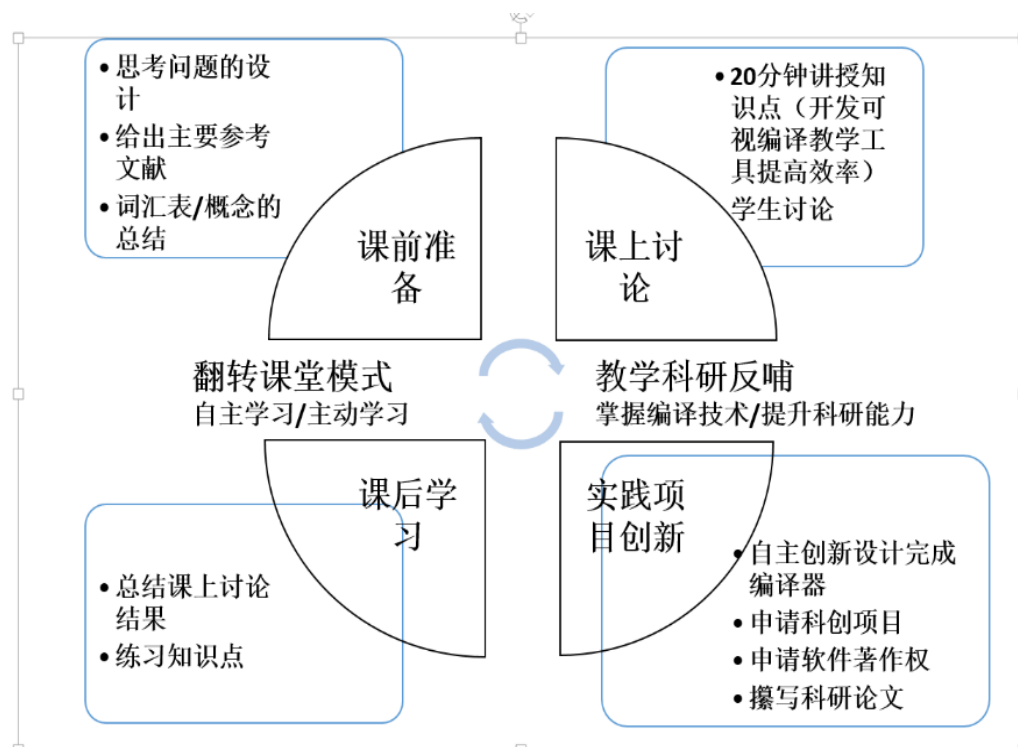 • 思考问题的设
计
• 给出主要参考
文献
• 词汇表/概念的
总结
课前准
备
• 20分钟讲授知
识点（开发可
视编译教学工
具提高效率）
学生讨论
课上讨
论
翻转课堂模式
自主学习/主动学习
教学科研反哺
掌握编译技术/提升科研能力
课后学
习
• 总结课上讨论
结果
• 练习知识点
实践项
目创新
• 自主创新设计完成
编译器
• 申请科创项目
• 申请软件著作权
• 攥写科研论文